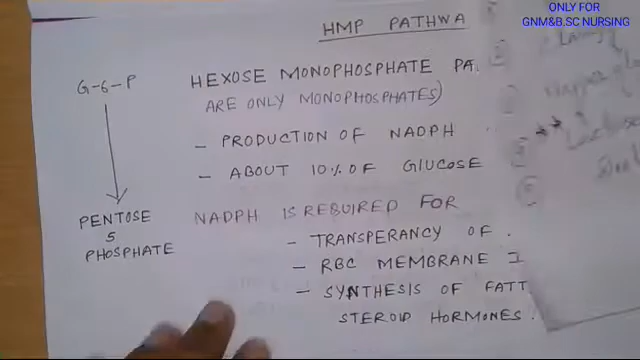 ONLY FOR
GNM&B.SC NURSING
HMP PATHWA
G-6-P
HEXOSE MONOPHOSPHATE PA
ARE ONLY MONOPHOSPHATES)
- PRODUCTION OF NADPH
- ABOUT 10% OF GLUCOSE
PENTOSE
5
PHOSPHATE
NADPH IS REBUIRED FOR
- TRANSPERANCY OF
- RBC MEMBRANE I
- SYNTHESIS OF FATT
STEROID HORMONES.